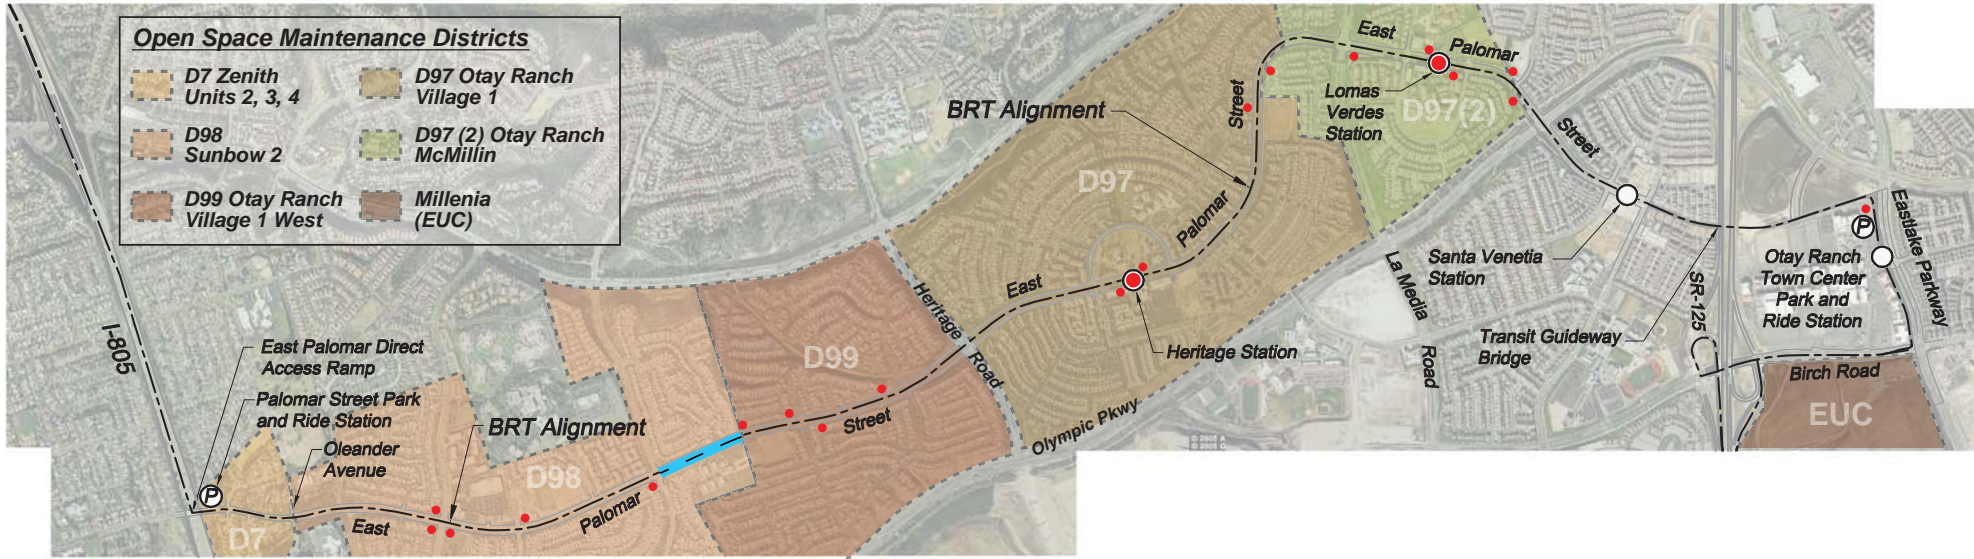 Open Space Maintenance Districts
D7 Zenith
Units 2, 3, 4
D98
Sunbow 2
D99 Otay Ranch
Village 1 West
D97 Otay Ranch
Village 1
D97 (2) Otay Ranch
McMillin
Millenia
(EUC)
I-805
East Palomar Direct
Access Ramp
Palomar Street Park
and Ride Station
Oleander
Avenue
P
D7
East
BRT Alignment
D98
Palomar
D99
Street
Heritage
Road
East
D97
Palomar
Heritage Station
BRT Alignment
Street
East
Palomar
Lomas
Verdes
Station
D97(2)
Street
Olympic Pkwy
La Media
Road
Santa Venetia
Station
Transit Guideway
Bridge
SR-125
P
Otay Ranch
Town Center
Park and
Ride Station
Eastlake Parkway
Birch Road
EUC